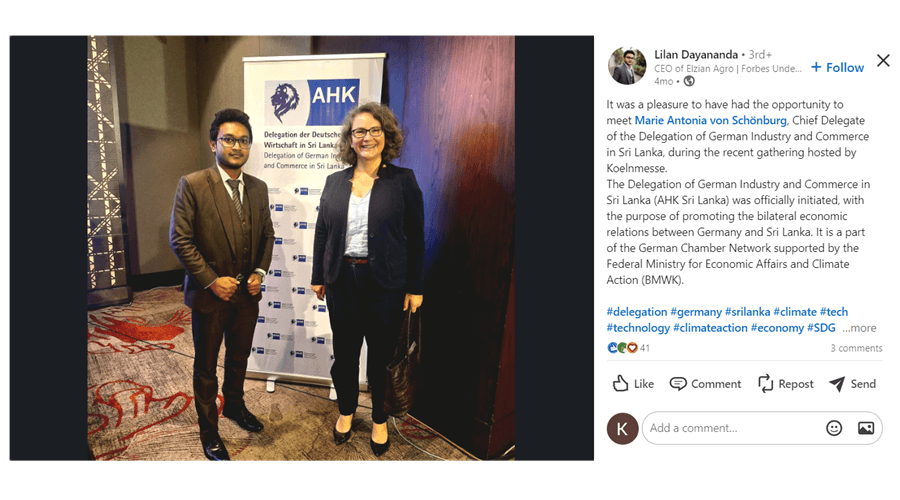 AHK
Delegation der Deutschen
Wirtschaft in Sri Lanka
Delegation of German
and Commerce in Sri Lanka
Lilan Dayananda • 3rd+
CEO of Elzian Agro | Forbes Unde...
4mo •
+ Follow
It was a pleasure to have had the opportunity to
meet Marie Antonia von Schönburg, Chief Delegate
of the Delegation of German Industry and Commerce
in Sri Lanka, during the recent gathering hosted by
Koelnmesse.
The Delegation of German Industry and Commerce in
Sri Lanka (AHK Sri Lanka) was officially initiated, with
the purpose of promoting the bilateral economic
relations between Germany and Sri Lanka. It is a part
of the German Chamber Network supported by the
Federal Ministry for Economic Affairs and Climate
Action (BMWK).
#delegation #germany #srilanka #climate #tech
#technology #climateaction #economy #SDG ...more
41
3 comments
Like
Comment
Repost
Send
K
Add a comment...